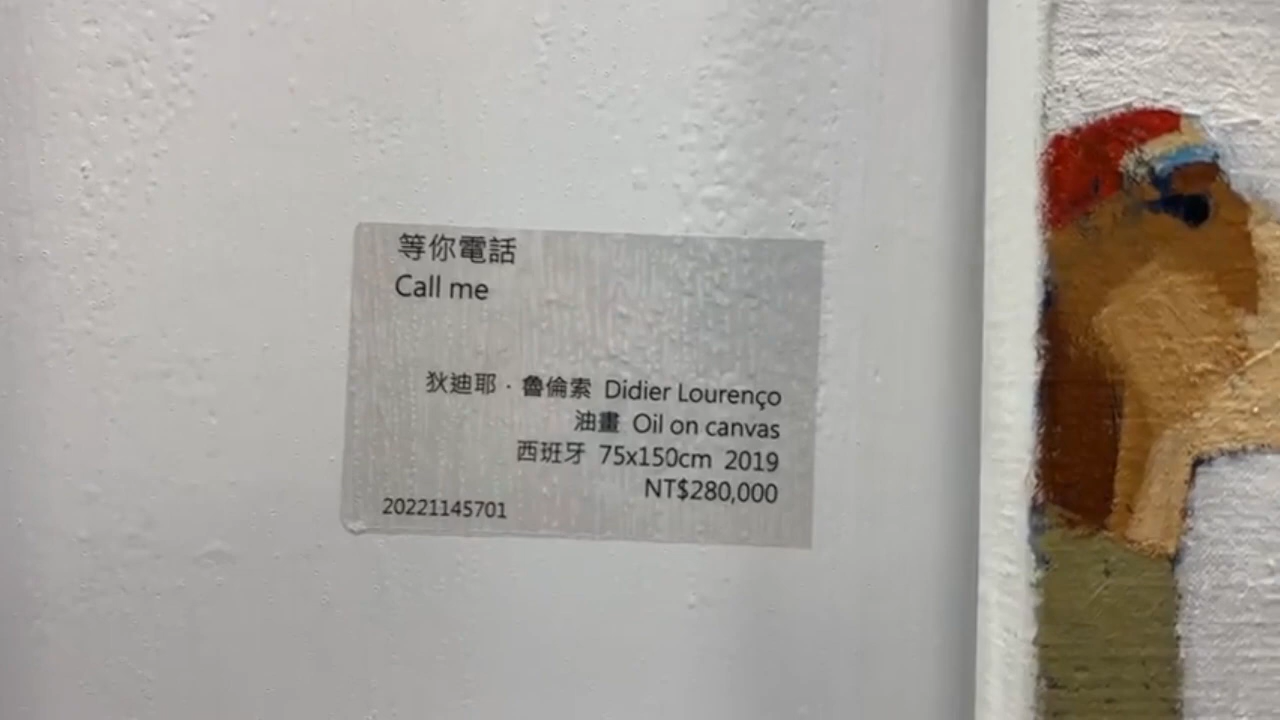 等你電話
Call me
狄迪耶·魯倫索 Didier Lourenço
油畫 Oil on canvas
西班牙 75x150cm 2019
NT$280,000
20221145701